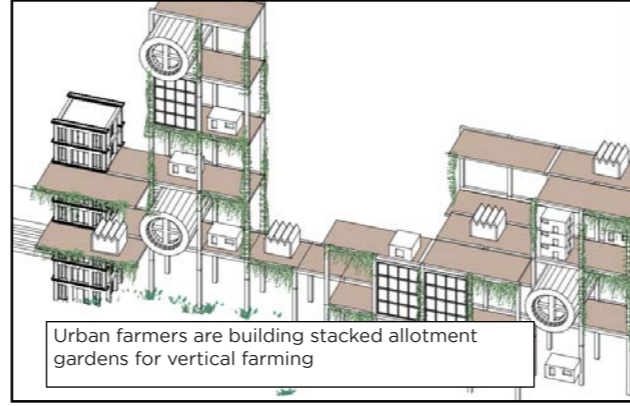 Urban farmers are building stacked allotment
gardens for vertical farming